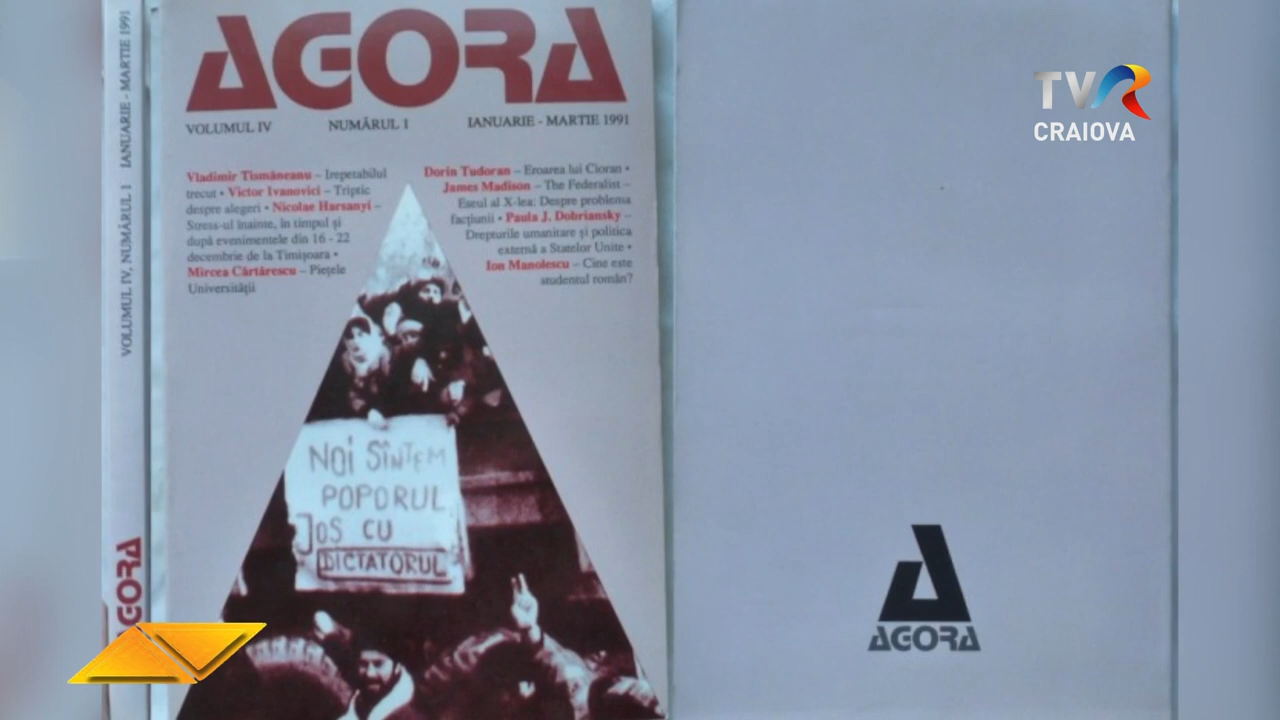 AGORA
VOLUMUL IV NUMĂRUL 1 IANUARIE - MARTIE 1991
Vladimir Tismăneanu – Irepetabilul
trecut • Victor Ivanovici – Triptic
despre alegeri • Nicolae Harsanyi –
Stress-ul înainte, în timpul și
după evenimentele din 16 - 22
decembrie de la Timișoara •
Mircea Cărtărescu – Piețele
Universității
Dorin Tudoran – Eroarea lui Cioran •
James Madison – The Federalist –
Eseul al X-lea: Despre problema
facțiunii • Paula J. Dobriansky –
Drepturile umanitare și politica
externă a Statelor Unite •
Ion Manolescu – Cine este
studentul român?
NOI SÎNTEM
POPORUL
JOS CU
DICTATORUL
VOLUMUL IV, NUMĂRUL 1 IANUARIE - MARTIE 1991
AGORA
AGORA
TVR
CRAIOVA